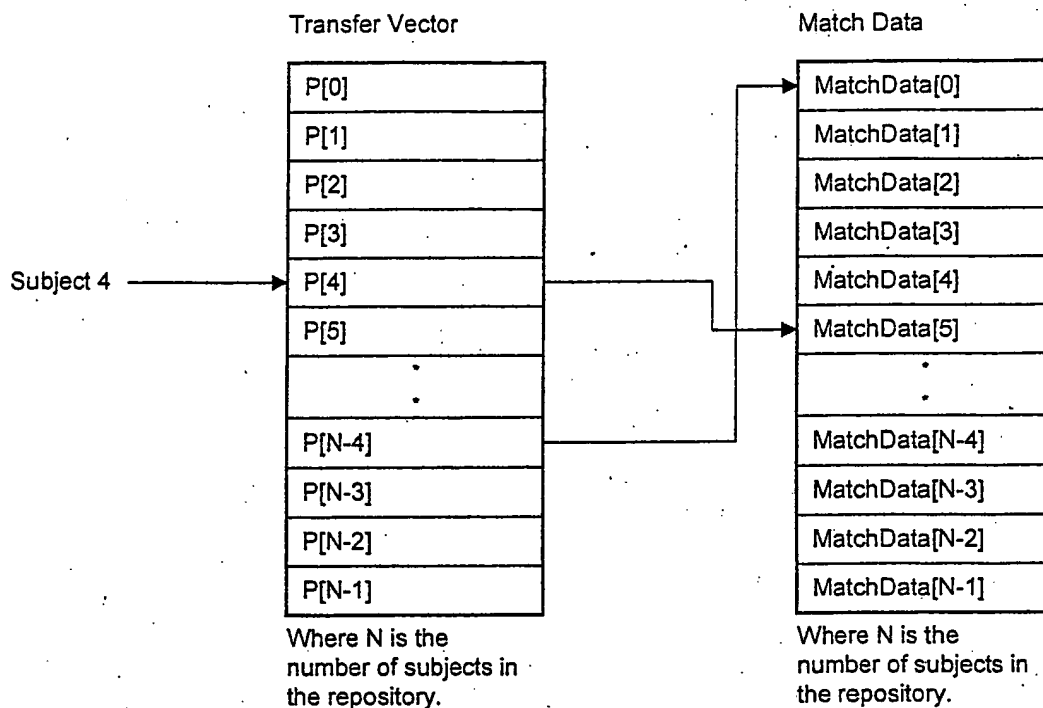 Transfer Vector
P[0]
P[1]
P[2]
P[3]
P[4]
P[5]
P[N-4]
P[N-3]
P[N-2]
P[N-1]
Where N is the
number of subjects in
the repository.
Subject 4
Match Data
MatchData[0]
MatchData[1]
MatchData[2]
MatchData[3]
MatchData[4]
MatchData[5]
MatchData[N-4]
MatchData[N-3]
MatchData[N-2]
MatchData[N-1]
Where N is the
number of subjects in
the repository.